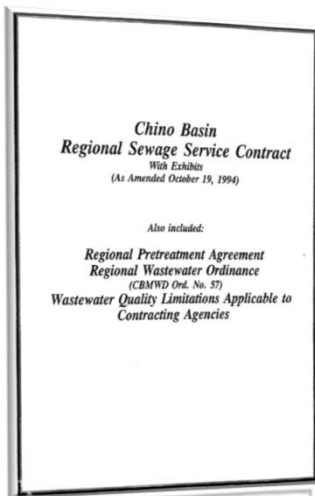 Chino Basin
Regional Sewage Service Contract
With Exhibits
(As Amended October 19, 1994)
Also included:
Regional Pretreatment Agreement
Regional Wastewater Ordinance
(CBMWD Ord. No. 57)
Wastewater Quality Limitations Applicable to
Contracting Agencies